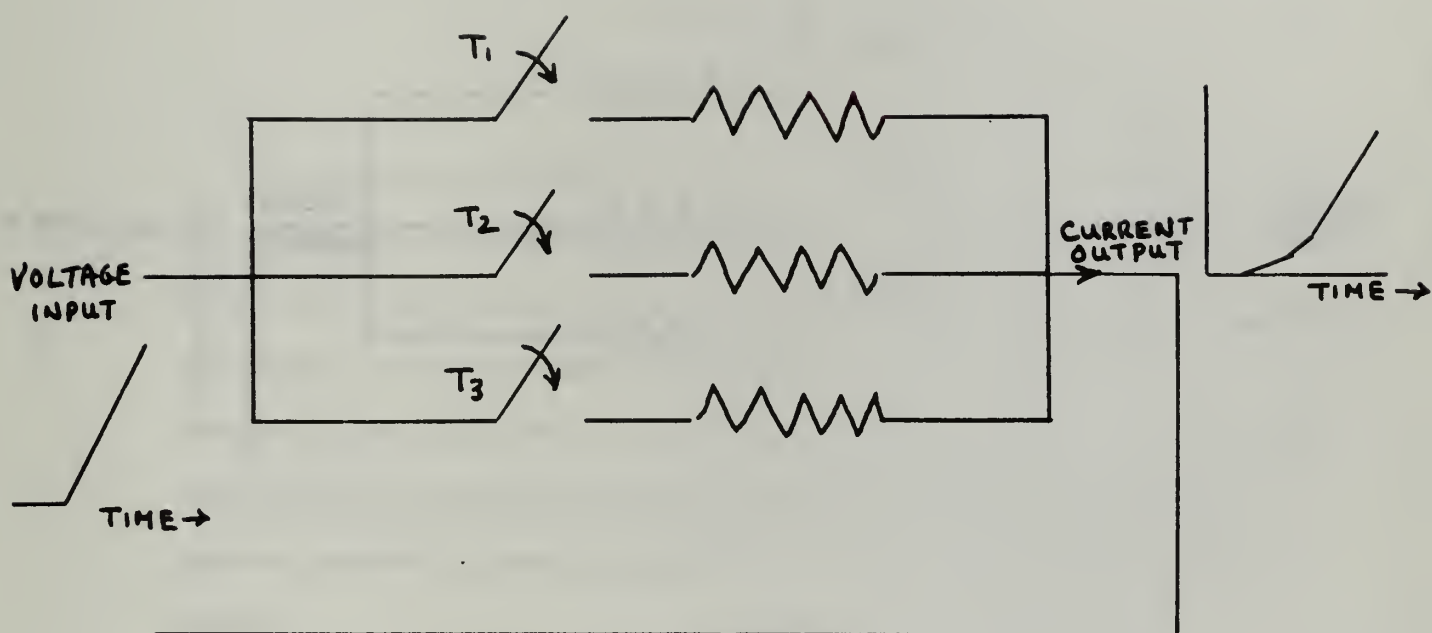 T1
T2
T3
VOLTAGE
INPUT
TIME →
CURRENT
OUTPUT
TIME →